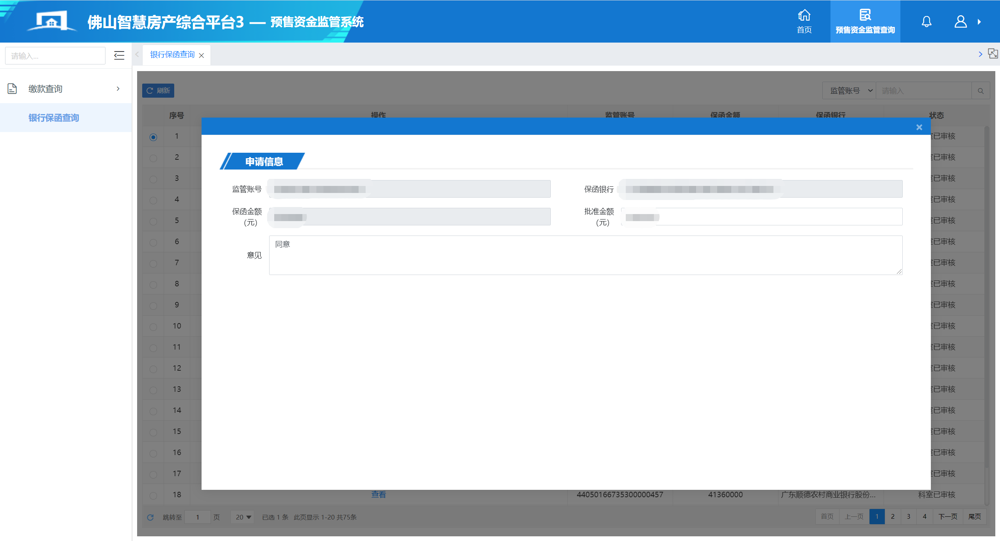 佛山智慧房产综合平台3 — 预售资金监管系统
首页
预售资金监管查询
请输入...
银行保函查询
缴款查询
银行保函查询
刷新
监管账号
请输入
序号 操作 监管账号 保函金额 保函银行 状态
1 已审核
2 已审核
3 已审核
4 已审核
5 已审核
6 已审核
7 已审核
8 已审核
9 已审核
10 已审核
11 已审核
12 已审核
13 已审核
14 已审核
15 已审核
16 已审核
17 已审核
18 查看 44050166735300000457 41360000 广东顺德农村商业银行股份... 科室已审核
申请信息
监管账号
保函银行
保函金额
(元)
批准金额
(元)
意见
同意
跳转至 1 页 20 已选 1 条 此页显示 1-20 共75条
首页 上一页 1 2 3 4 下一页 尾页